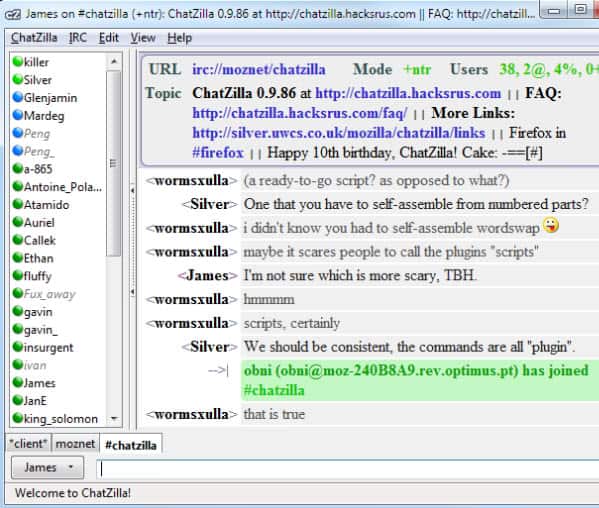 James on #chatzilla (+ntr): ChatZilla 0.9.86 at http://chatzilla.hacksrus.com || FAQ: http://chatzill...
ChatZilla IRC Edit View Help
killer
Silver
Glenjamin
Mardeg
Peng
Peng_
a-865
Antoine_Pola...
Atamido
Auriel
Callek
Ethan
fluffy
Fux_away
gavin
gavin_
insurgent
ivan
James
JanE
king_solomon
URL irc://moznet/chatzilla Mode +ntr Users 38, 2@, 4%, 0+
Topic ChatZilla 0.9.86 at http://chatzilla.hacksrus.com || FAQ:
http://chatzilla.hacksrus.com/faq/ || More Links:
http://silver.uwcs.co.uk/mozilla/chatzilla/links || Firefox in
#firefox || Happy 10th birthday, ChatZilla! Cake: -==[#]
<wormsxulla> (a ready-to-go script? as opposed to what?)
<Silver> One that you have to self-assemble from numbered parts?
<wormsxulla> i didn't know you had to self-assemble wordswap
<wormsxulla> maybe it scares people to call the plugins "scripts"
<James> I'm not sure which is more scary, TBH.
<wormsxulla> hmmmm
<wormsxulla> scripts, certainly
<Silver> We should be consistent, the commands are all "plugin".
-->| obni (obni@moz-240B8A9.rev.optimus.pt) has joined
#chatzilla
<wormsxulla> that is true
*client* moznet #chatzilla
James
Welcome to ChatZilla!